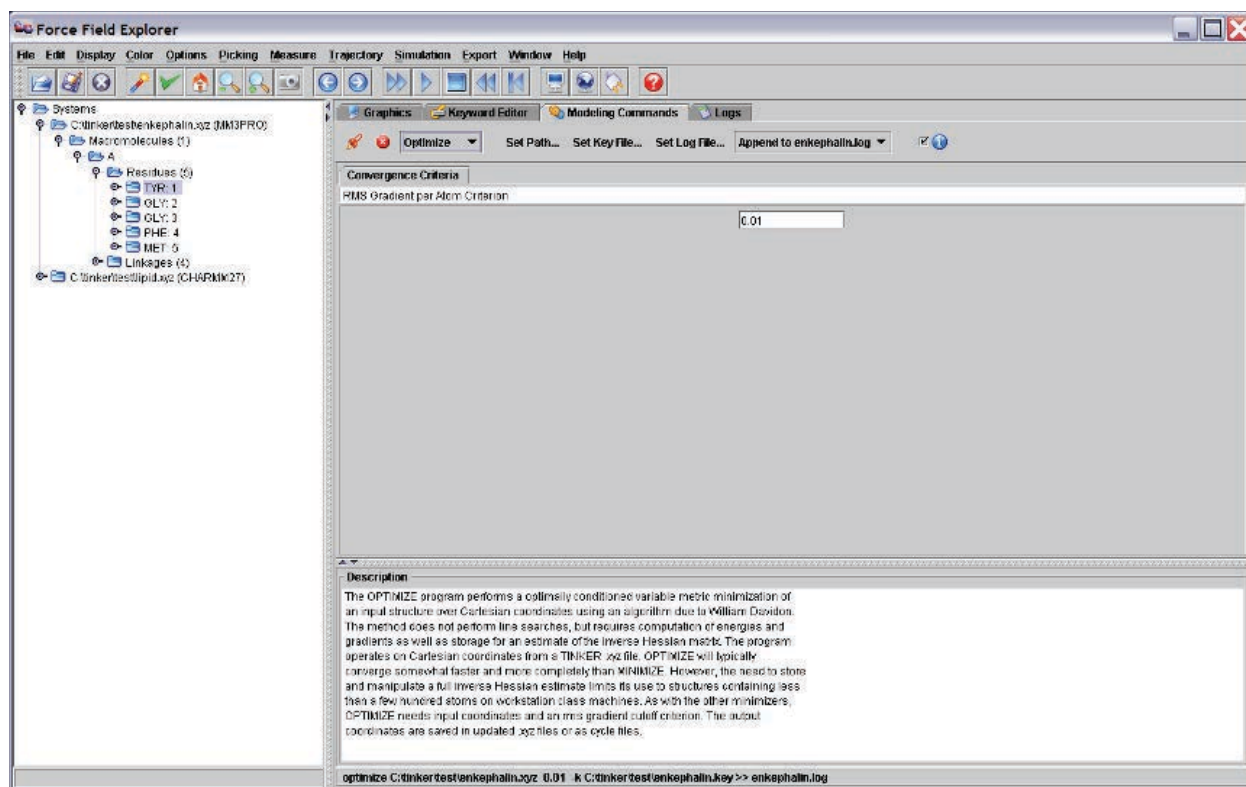 Force Field Explorer
File Edit Display Color Options Picking Measure Trajectory Simulation Export Window Help
Systems
C:\tinker\test\enkephalin.xyz (MM3PRO)
Macromolecules (1)
A
Residues (5)
TYR: 1
GLY: 2
GLY: 3
PHE: 4
MET: 5
Linkages (4)
C:\tinker\test\lipid.xyz (CHARMM27)
Graphics Keyword Editor Modeling Commands Logs
Optimize Set Path... Set Key File... Set Log File... Append to enkephalin.log
Convergence Criteria
RMS Gradient per Atom Criterion
0.01
Description
The OPTIMIZE program performs a optimally conditioned variable metric minimization of
an input structure over Cartesian coordinates using an algorithm due to William Davidon.
The method does not perform line searches, but requires computation of energies and
gradients as well as storage for an estimate of the inverse Hessian matrix. The program
operates on Cartesian coordinates from a TINKER .xyz file. OPTIMIZE will typically
converge somewhat faster and more completely than MINIMIZE. However, the need to store
and manipulate a full inverse Hessian estimate limits its use to structures containing less
than a few hundred atoms on workstation class machines. As with the other minimizers,
OPTIMIZE needs input coordinates and an rms gradient cutoff criterion. The output
coordinates are saved in updated .xyz files or as cycle files.
optimize C:\tinker\test\enkephalin.xyz 0.01 -k C:\tinker\test\enkephalin.key >> enkephalin.log